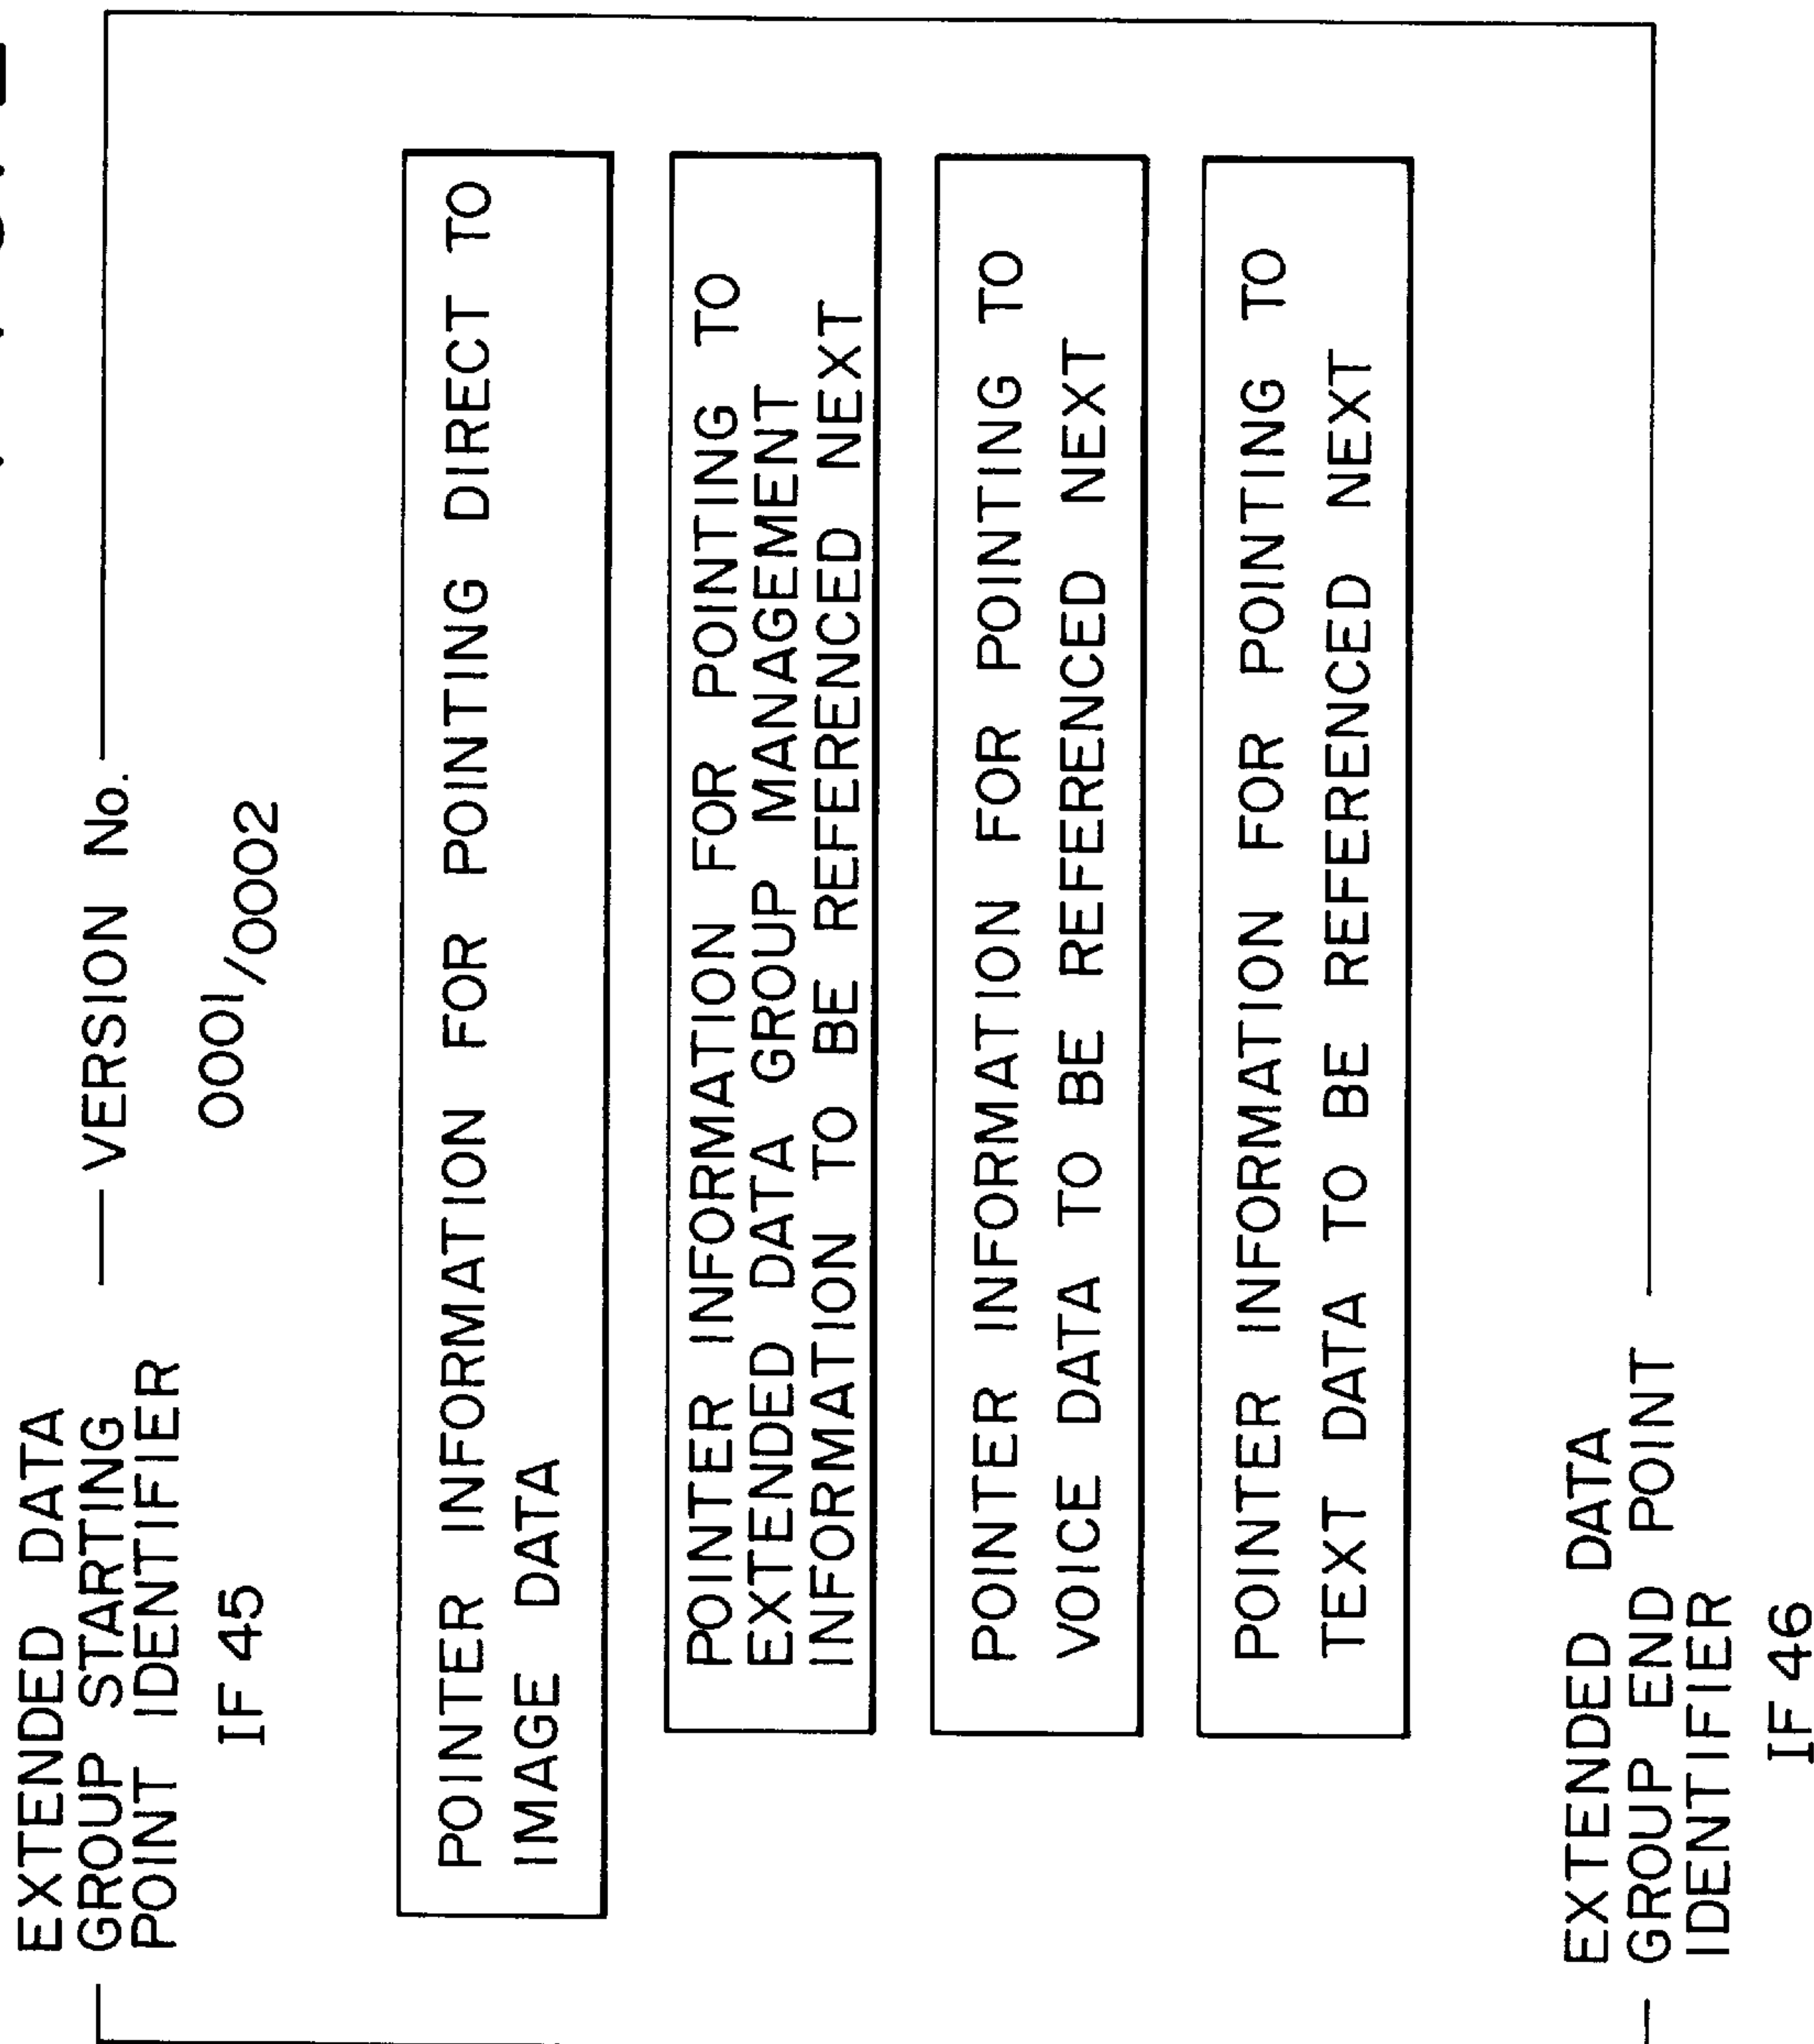 EXTENDED DATA
GROUP STARTING
POINT IDENTIFIER
IF 45
VERSION No.
0001/0002
POINTER INFORMATION FOR POINTING DIRECT TO
IMAGE DATA
POINTER INFORMATION FOR POINTING TO
EXTENDED DATA GROUP MANAGEMENT
INFORMATION TO BE REFERENCED NEXT
POINTER INFORMATION FOR POINTING TO
VOICE DATA TO BE REFERENCED NEXT
POINTER INFORMATION FOR POINTING TO
TEXT DATA TO BE REFERENCED NEXT
EXTENDED DATA
GROUP END POINT
IDENTIFIER
IF 46